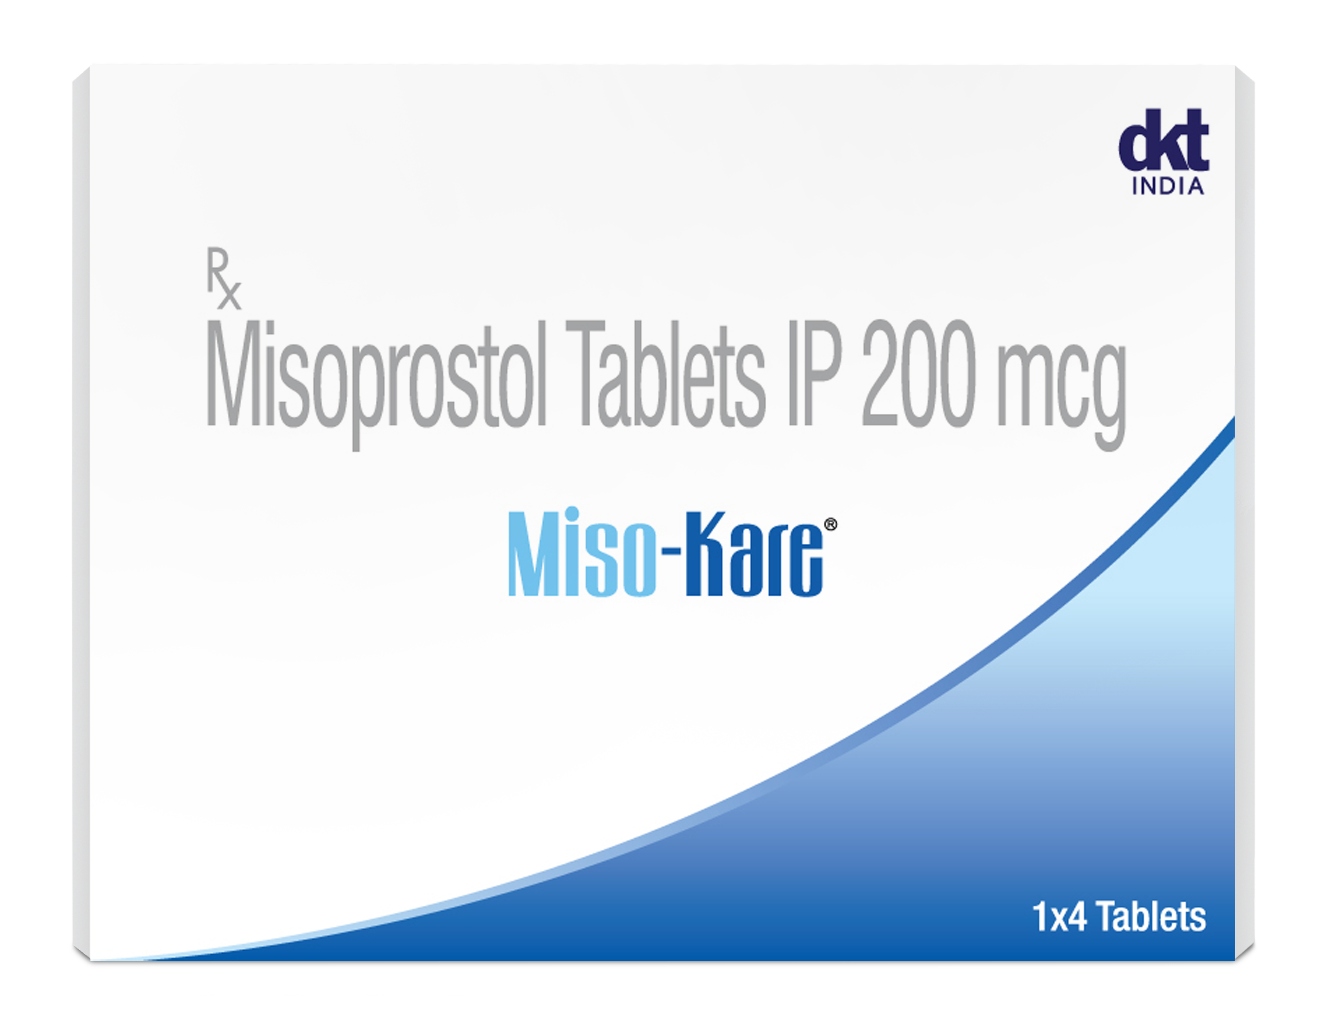 dkt
INDIA
Rx
Misoprostol Tablets IP 200 mcg
Miso-Kare®
1x4 Tablets